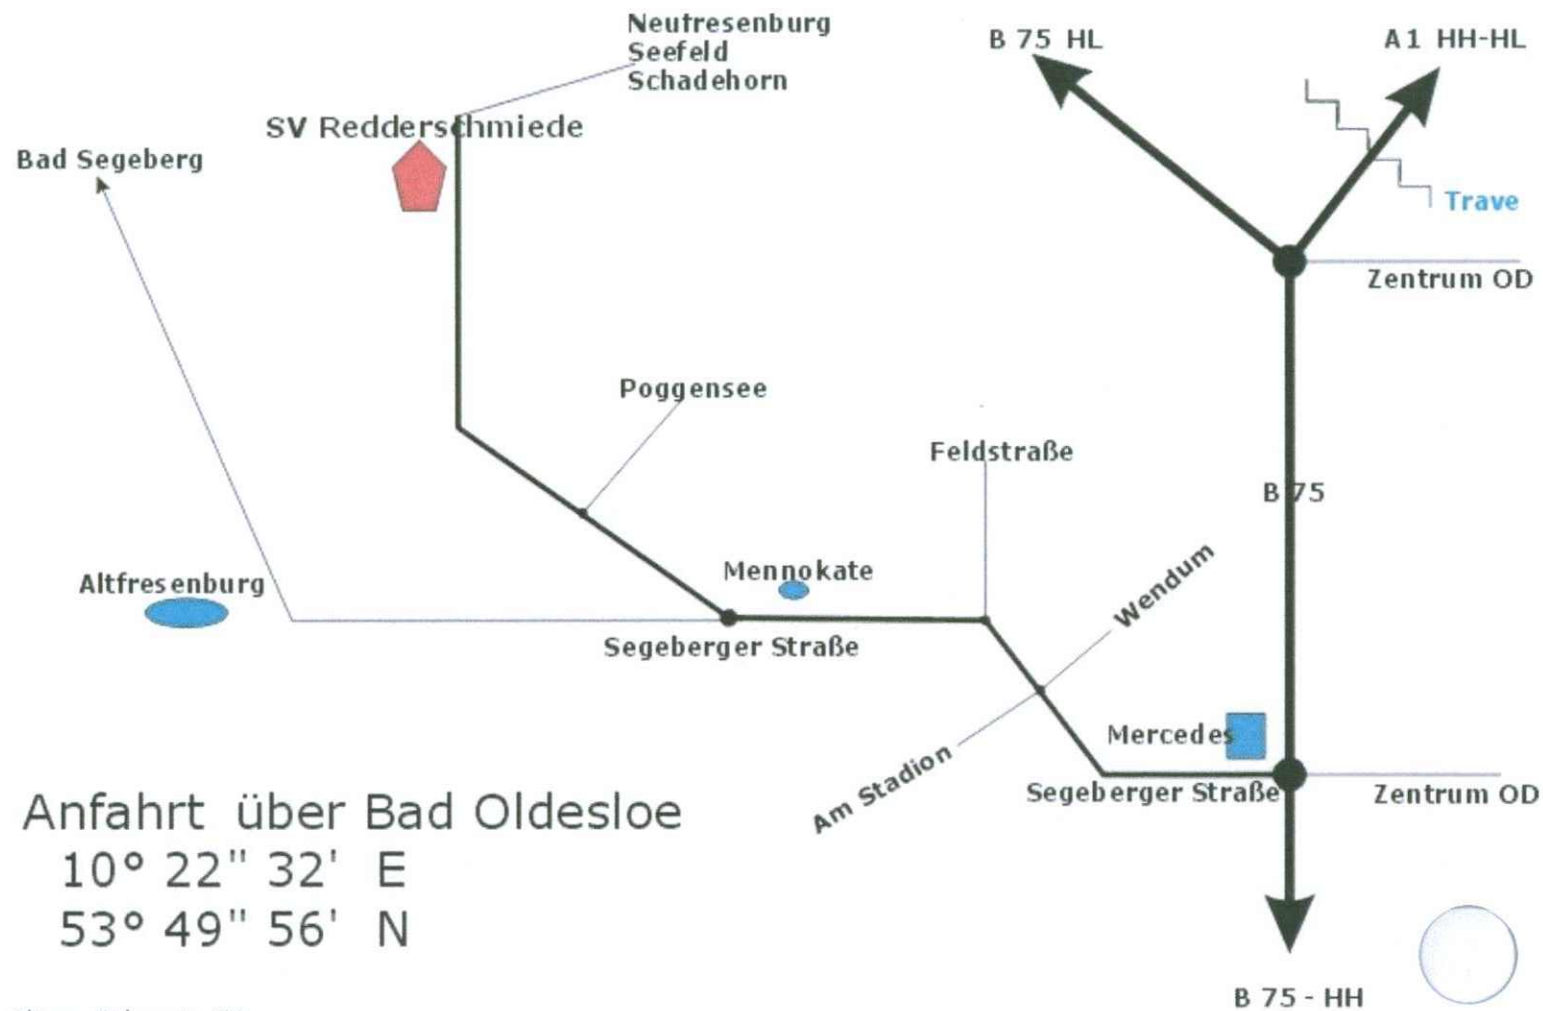 Neufresenburg
Seefeld
Schadehorn
B 75 HL
A1 HH-HL
SV Redderschmiede
Bad Segeberg
Trave
Zentrum OD
Poggensee
Feldstraße
B 75
Wendum
Mennokate
Altfresenburg
Segeberger Straße
Mercedes
Am Stadion
Segeberger Straße
Zentrum OD
Anfahrt über Bad Oldesloe
10° 22" 32' E
53° 49" 56' N
B 75 - HH